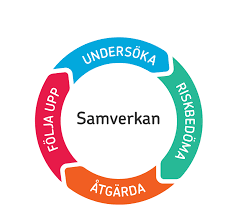 UNDERSÖKA
RISKBEDÖMA
ÅTGÄRDA
FÖLJA UPP
Samverkan